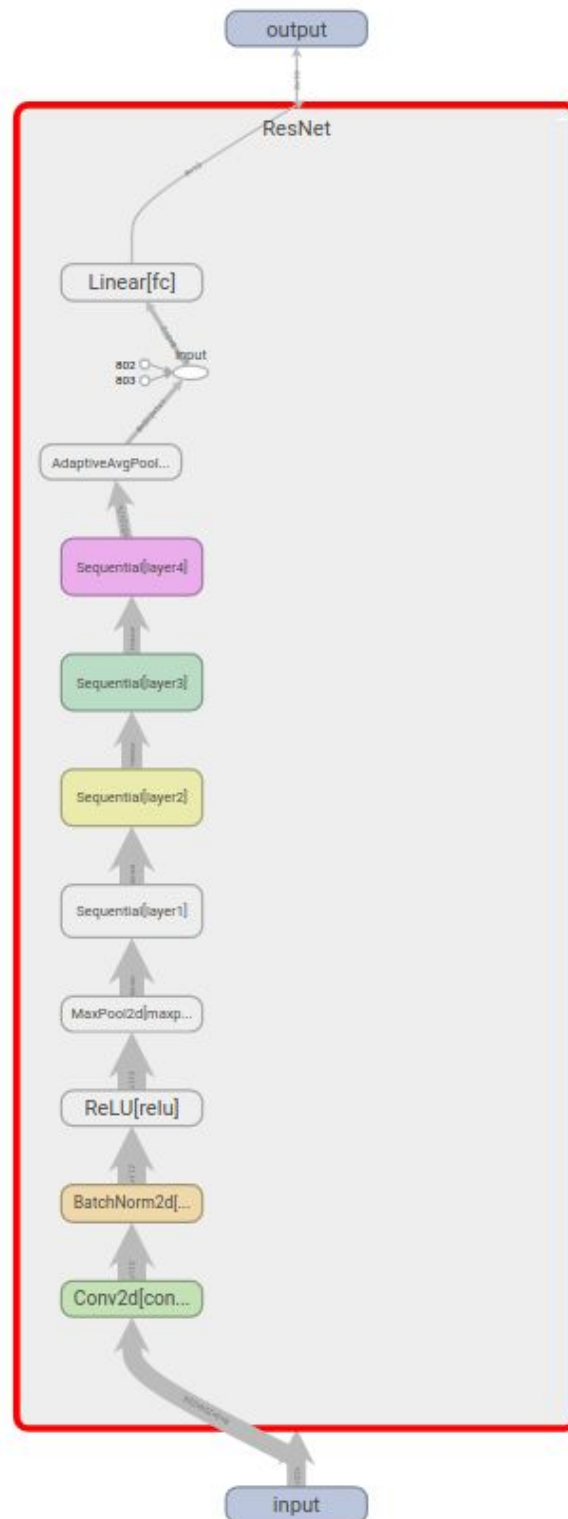 output
ResNet
Linear[fc]
input
802
803
AdaptiveAvgPool...
Sequential[layer4]
Sequential[layer3]
Sequential[layer2]
Sequential[layer1]
MaxPool2d[maxp...
ReLU[relu]
BatchNorm2d[...
Conv2d[con...
input